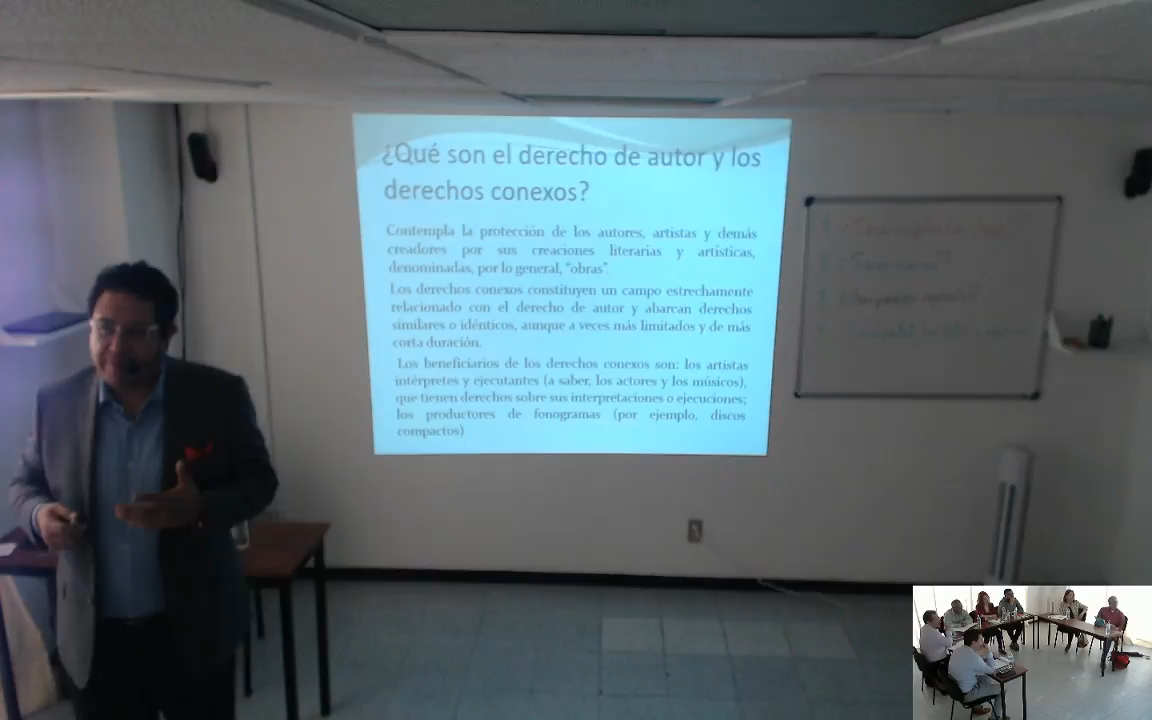 ¿Qué son el derecho de autor y los
derechos conexos?
Contempla la protección de los autores, artistas y demás
creadores por sus creaciones literarias y artísticas,
denominadas, por lo general, “obras”.
Los derechos conexos constituyen un campo estrechamente
relacionado con el derecho de autor y abarcan derechos
similares o idénticos, aunque a veces más limitados y de más
corta duración.
Los beneficiarios de los derechos conexos son: los artistas
intérpretes y ejecutantes (a saber, los actores y los músicos),
que tienen derechos sobre sus interpretaciones o ejecuciones;
los productores de fonogramas (por ejemplo, discos
compactos)